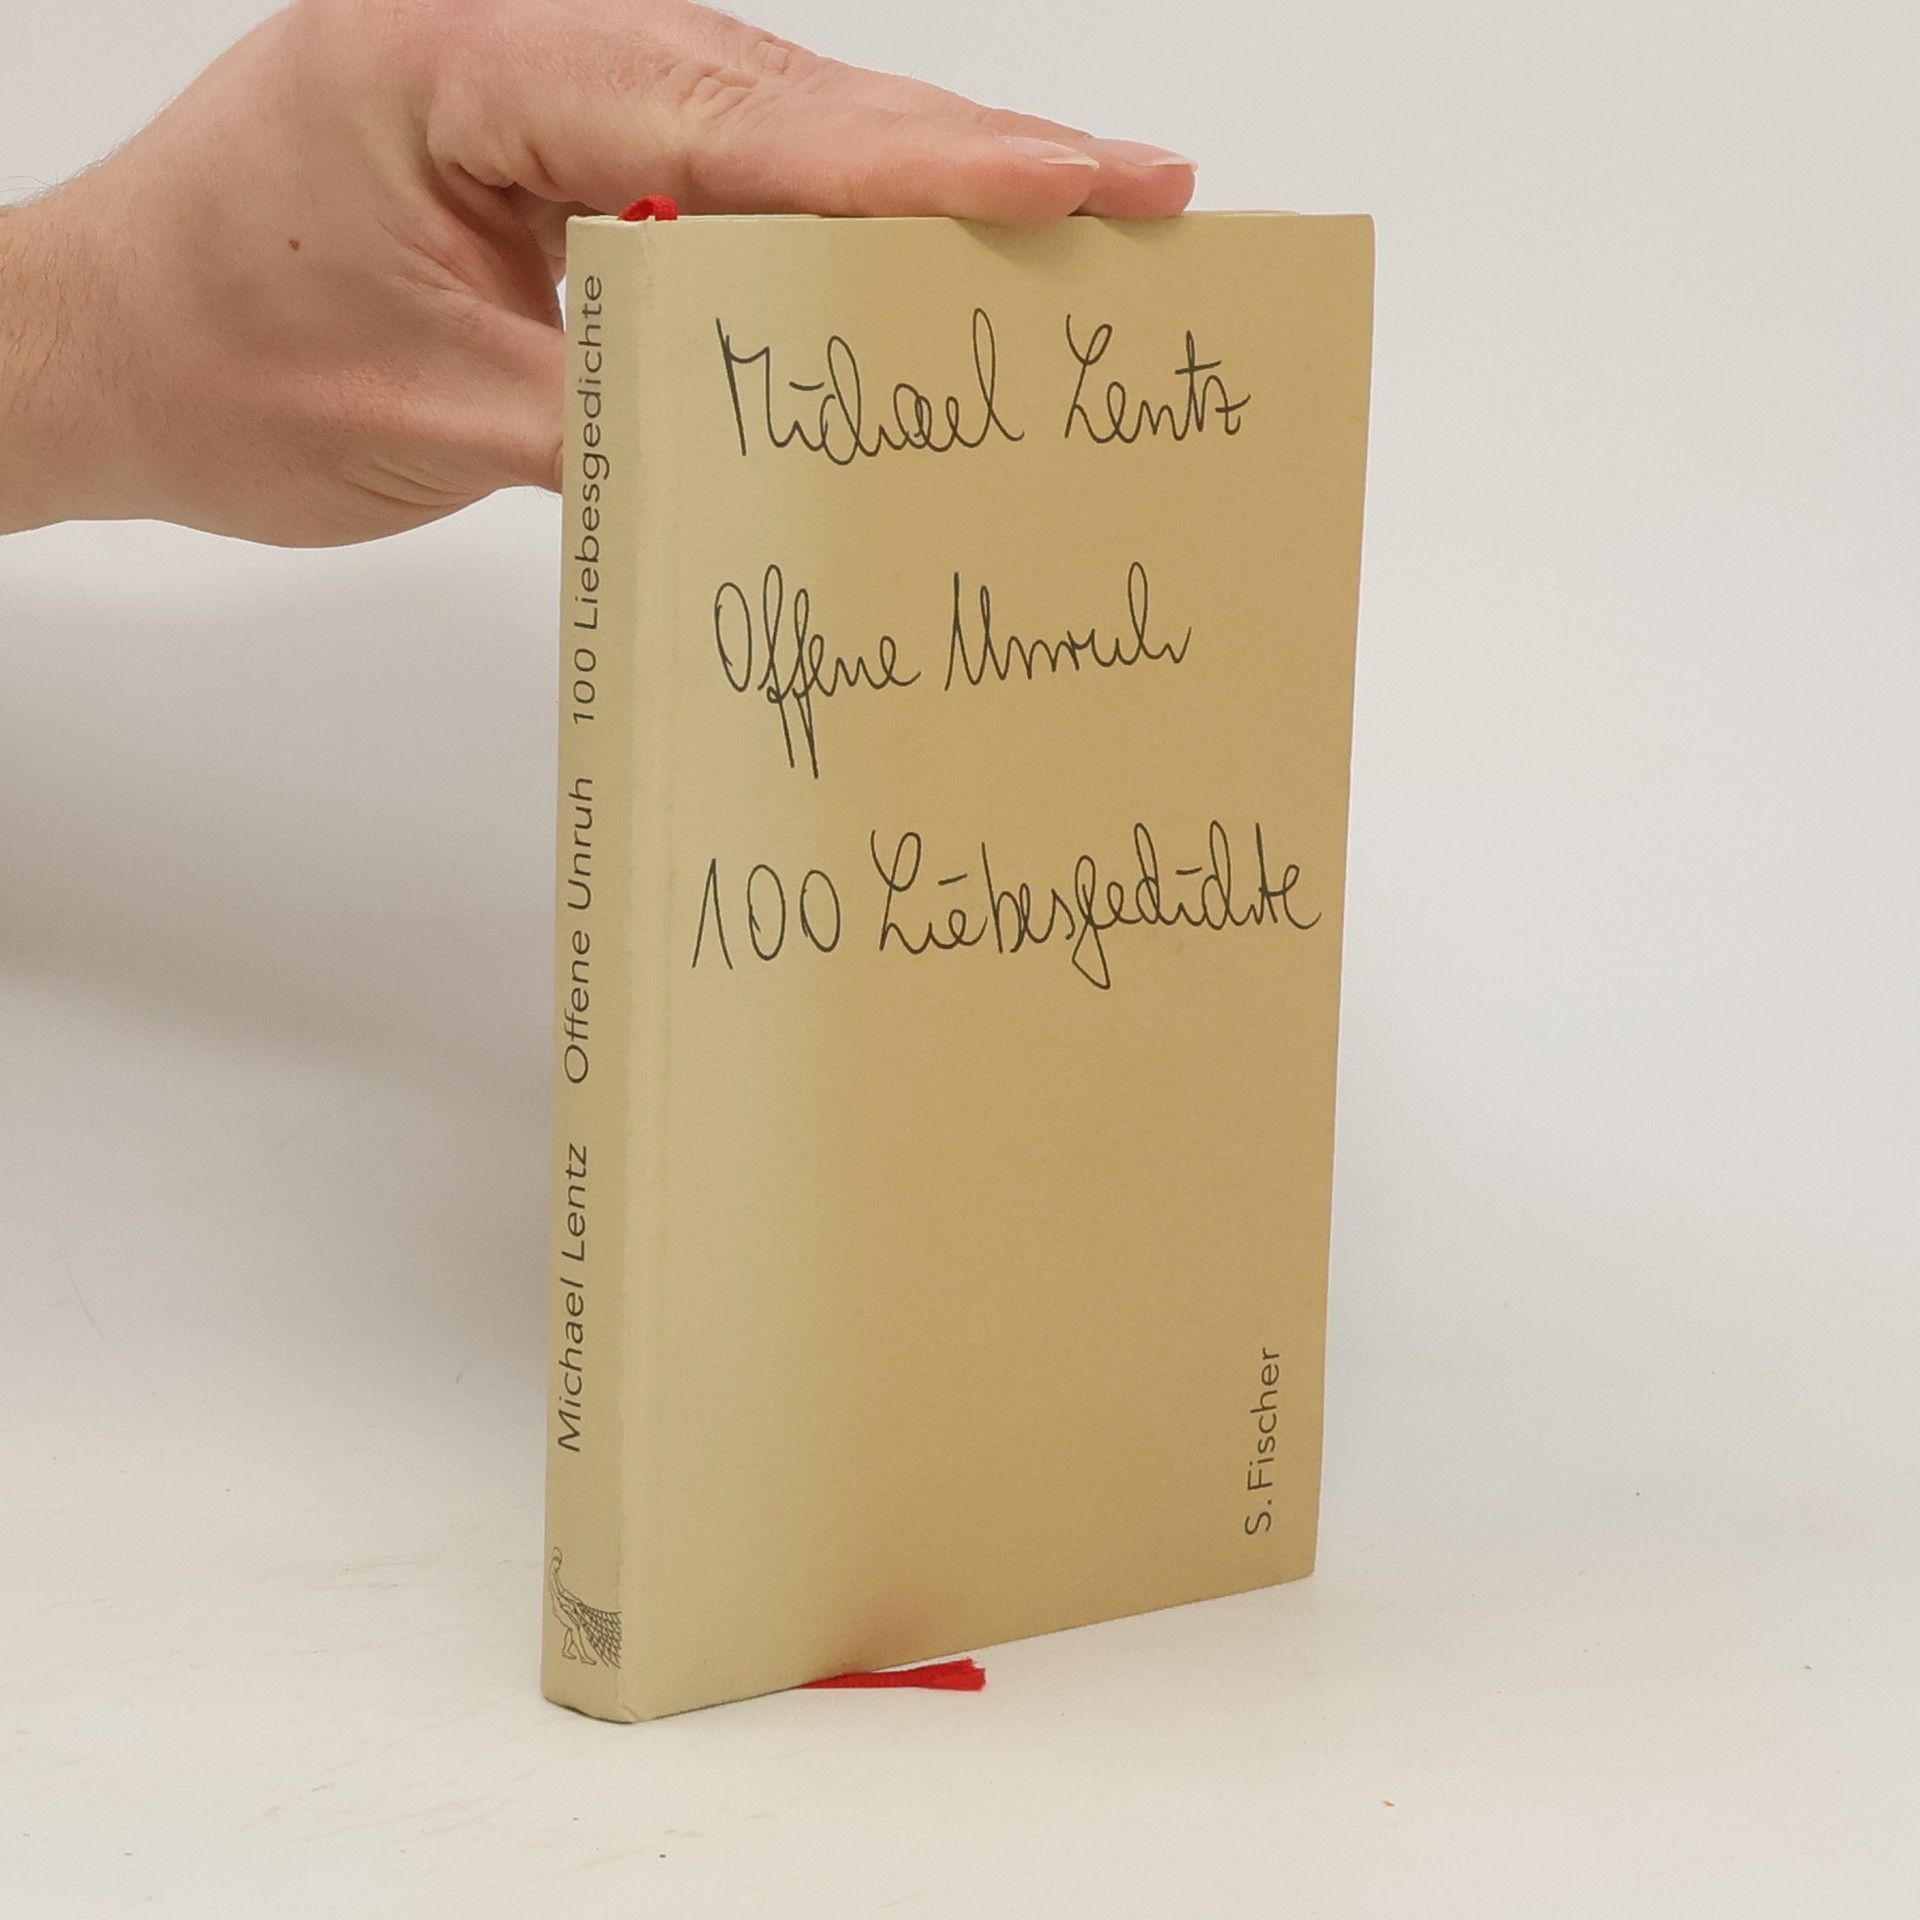 Michael Lentz
Offene Unruh
100 Liebesgedichte
S. Fischer
Michael Lentz Offene Unruh 100 Liebesgedichte